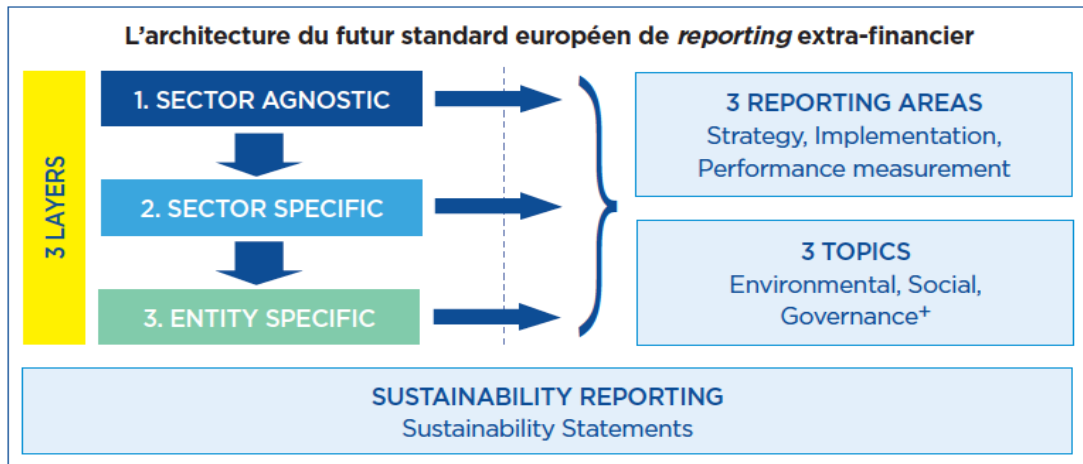 L'architecture du futur standard européen de reporting extra-financier
3 LAYERS
1. SECTOR AGNOSTIC
2. SECTOR SPECIFIC
3. ENTITY SPECIFIC
3 REPORTING AREAS
Strategy, Implementation,
Performance measurement
3 TOPICS
Environmental, Social,
Governance⁺
SUSTAINABILITY REPORTING
Sustainability Statements